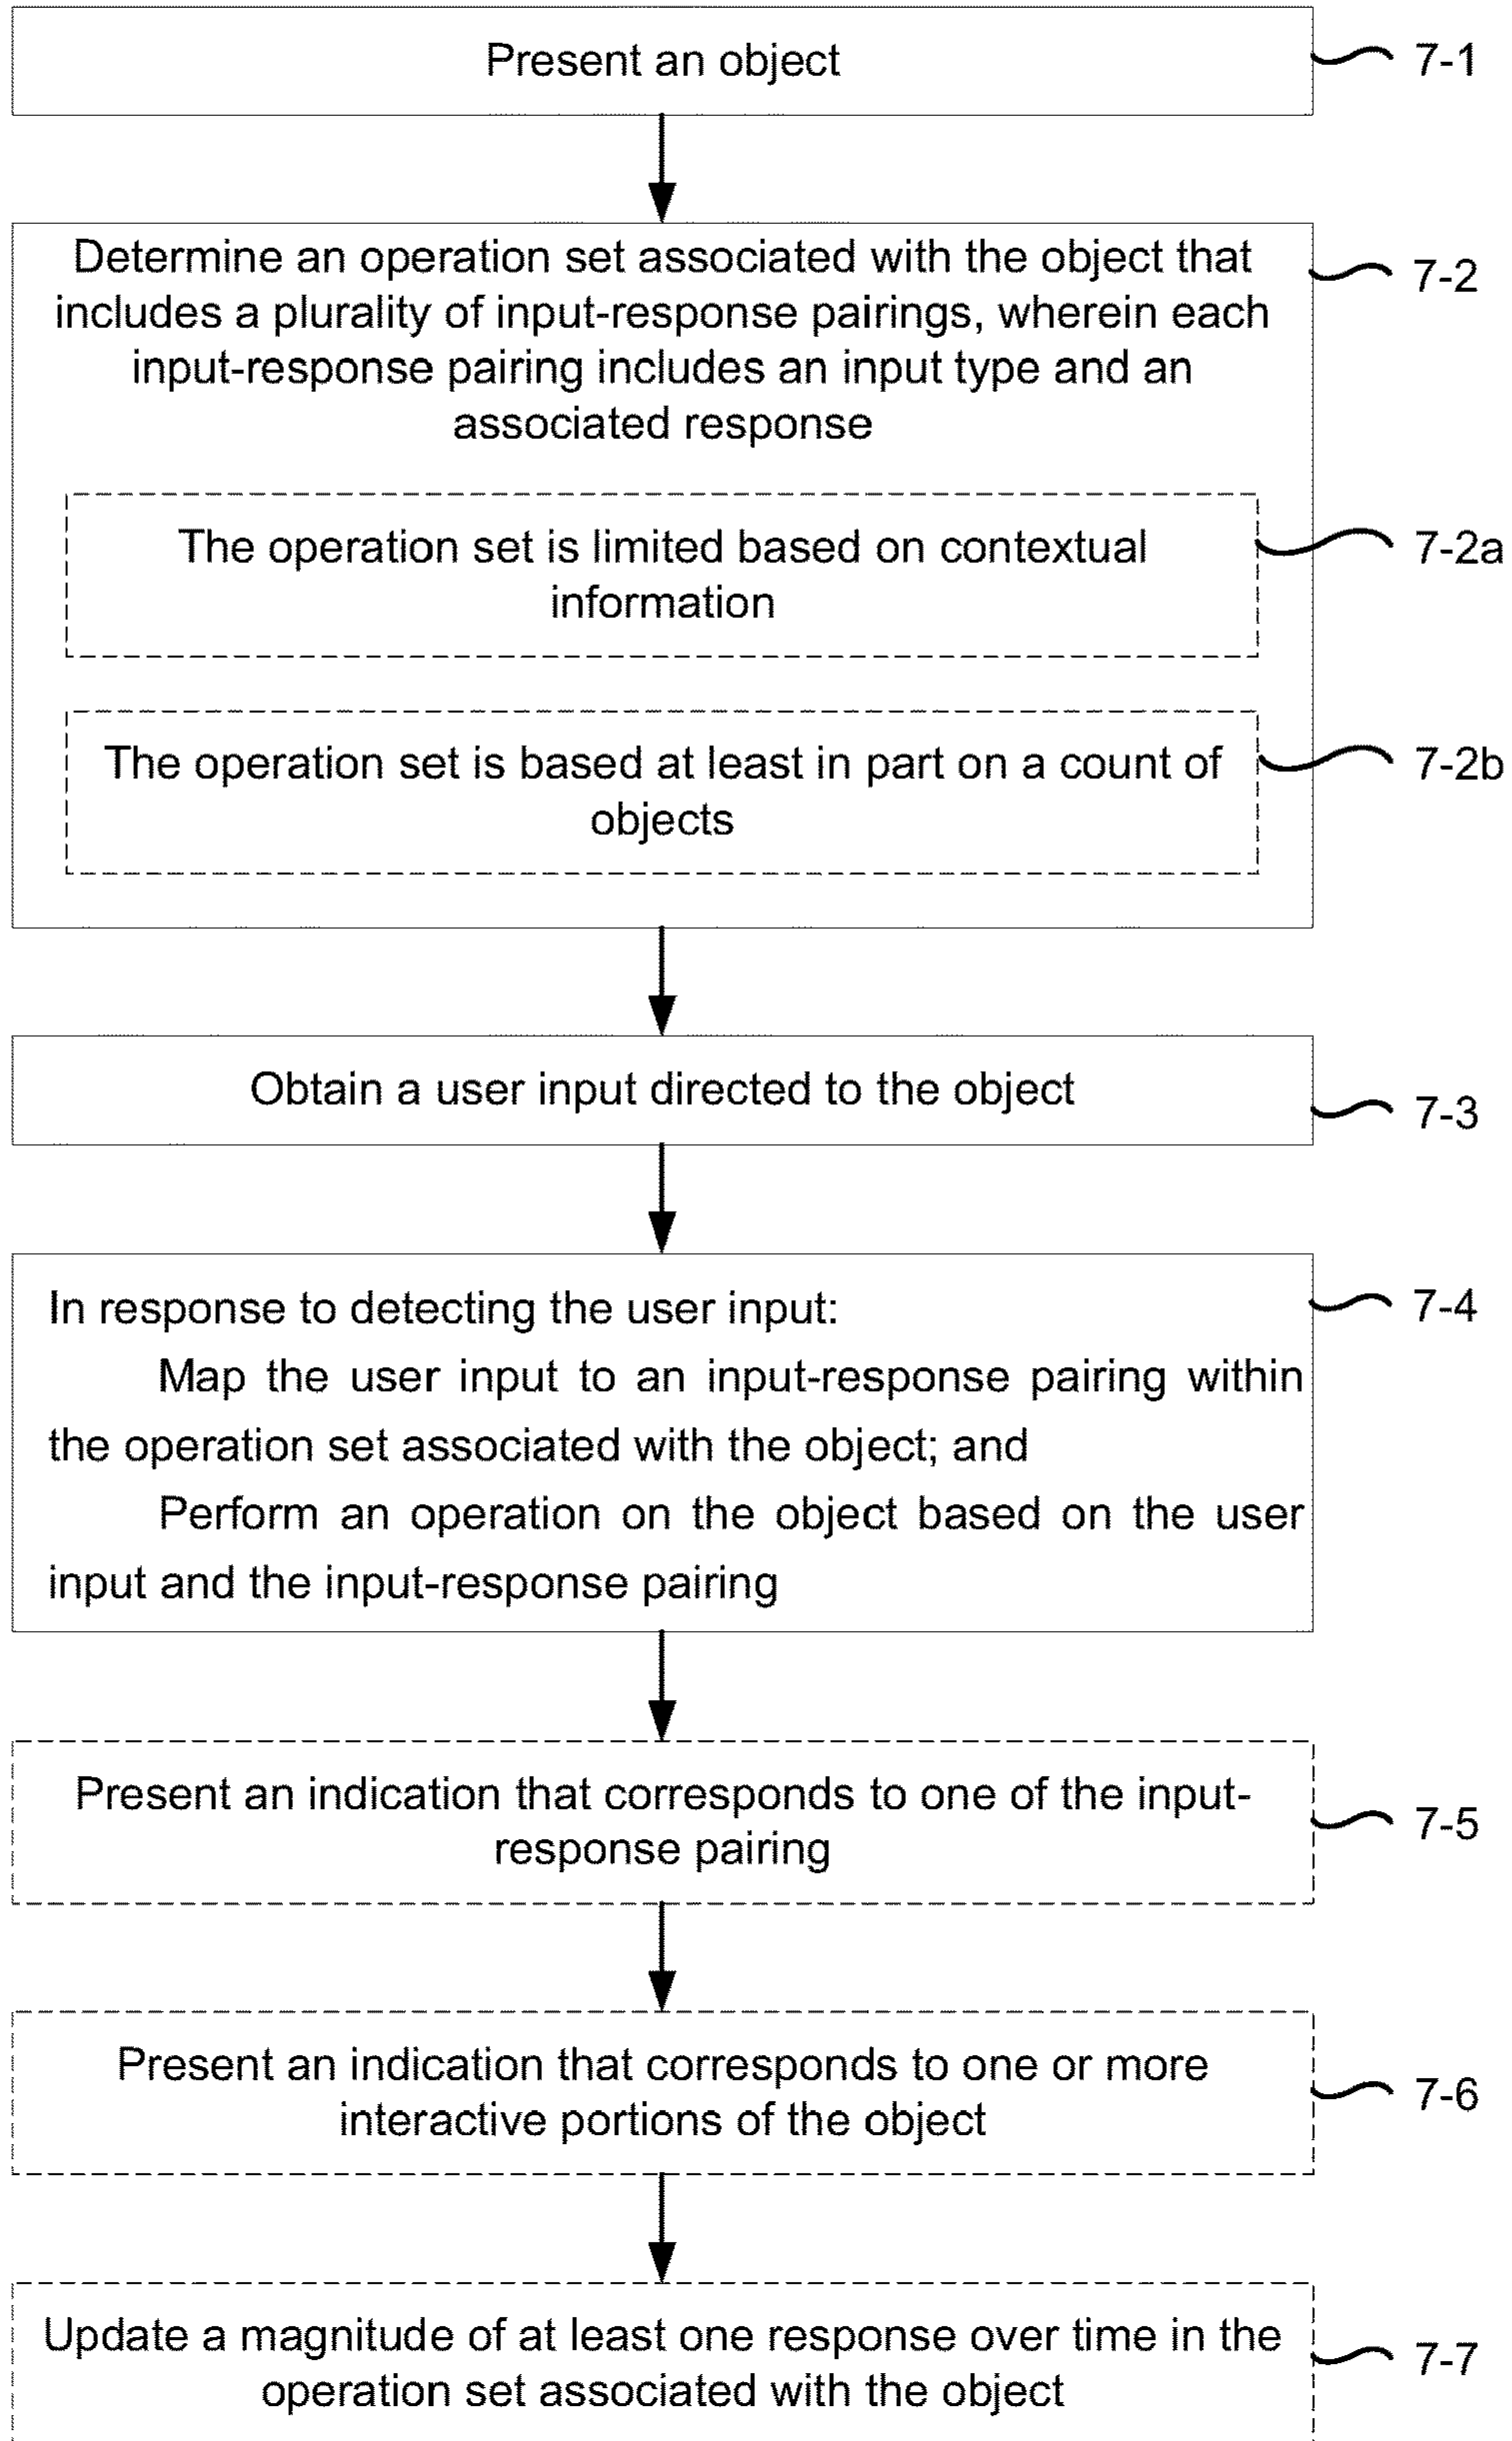 Present an object
7-1
Determine an operation set associated with the object that
7-2
includes a plurality of input-response pairings, wherein each
input-response pairing includes an input type and an
associated response
The operation set is limited based on contextual
7-2a
information
The operation set is based at least in part on a count of
7-2b
objects
Obtain a user input directed to the object
7-3
In response to detecting the user input:
7-4
Map the user input to an input-response pairing within
the operation set associated with the object; and
Perform an operation on the object based on the user
input and the input-response pairing
Present an indication that corresponds to one of the input-
7-5
response pairing
Present an indication that corresponds to one or more
7-6
interactive portions of the object
Update a magnitude of at least one response over time in the
7-7
operation set associated with the object